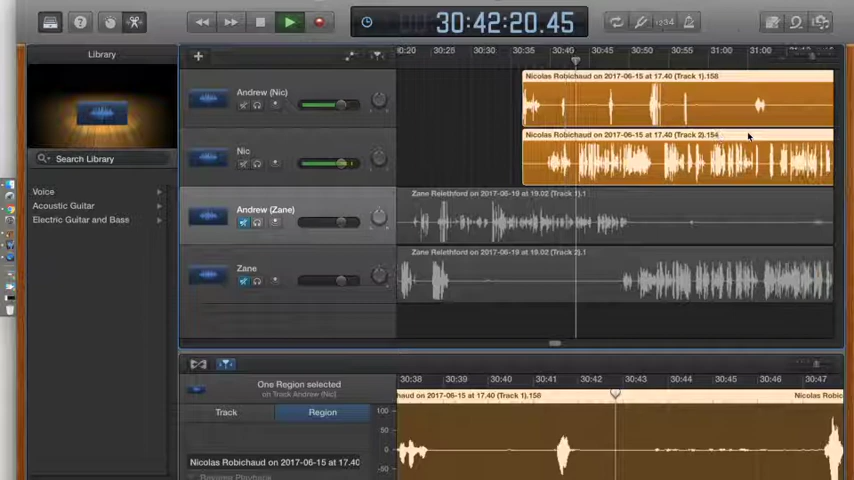 30:42:20.45
1234
Library
:0:20
30:25
30:30
30:35
30:40
30:45
30:50
30:55
31:00
31:00
Andrew (Nic)
Nicolas Robichaud on 2017-06-15 at 17.40 (Track 1).158
Search Library
Nic
Nicolas Robichaud on 2017-06-15 at 17.40 (Track 2).154
Voice
Acoustic Guitar
Electric Guitar and Bass
Andrew (Zane)
Zane Relethford on 2017-06-19 at 19.02 (Track 1).1
Zane
Zane Relethford on 2017-06-19 at 19.02 (Track 2).1
30:38
30:39
30:40
30:41
30:42
30:43
30:44
30:45
30:46
30:47
One Region selected
on Track Andrew (Nic)
haud on 2017-06-15 at 17.40 (Track 1).158
Nicolas Robic
Track
Region
100
50
0
-50
Nicolas Robichaud on 2017-06-15 at 17.40
Reverse Playback